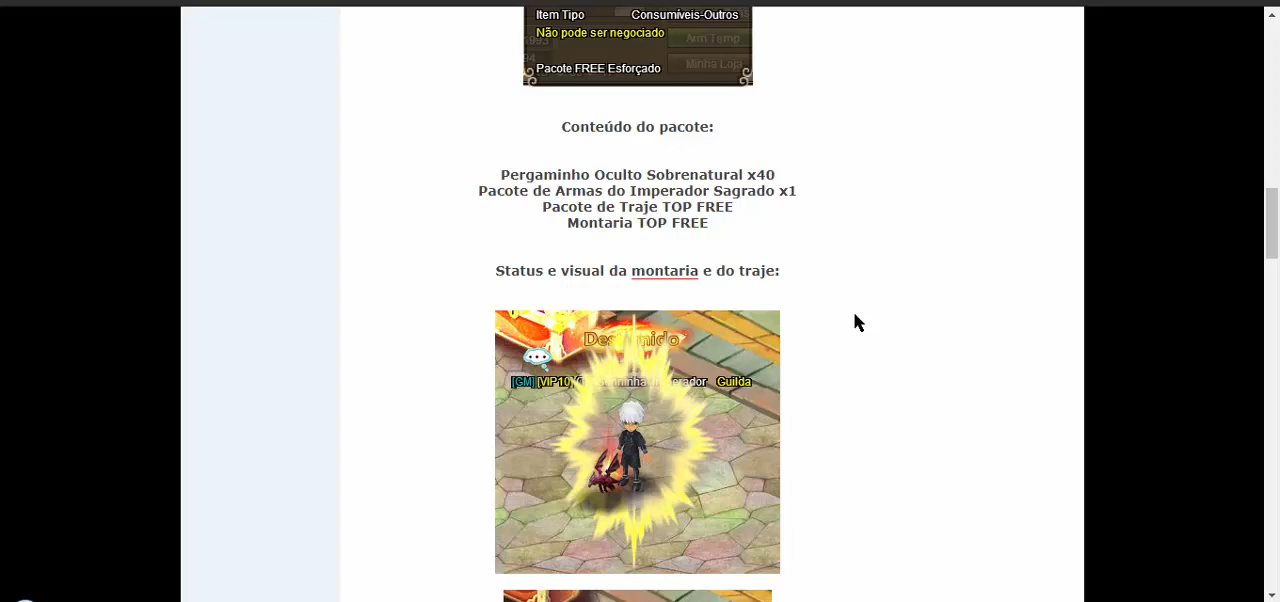 Item Tipo Consumíveis-Outros
Não pode ser negociado
Arm Temp
Minha Loja
Pacote FREE Esforçado
Conteúdo do pacote:
Pergaminho Oculto Sobrenatural x40
Pacote de Armas do Imperador Sagrado x1
Pacote de Traje TOP FREE
Montaria TOP FREE
Status e visual da montaria e do traje:
[GM] [VIP10] Guilda